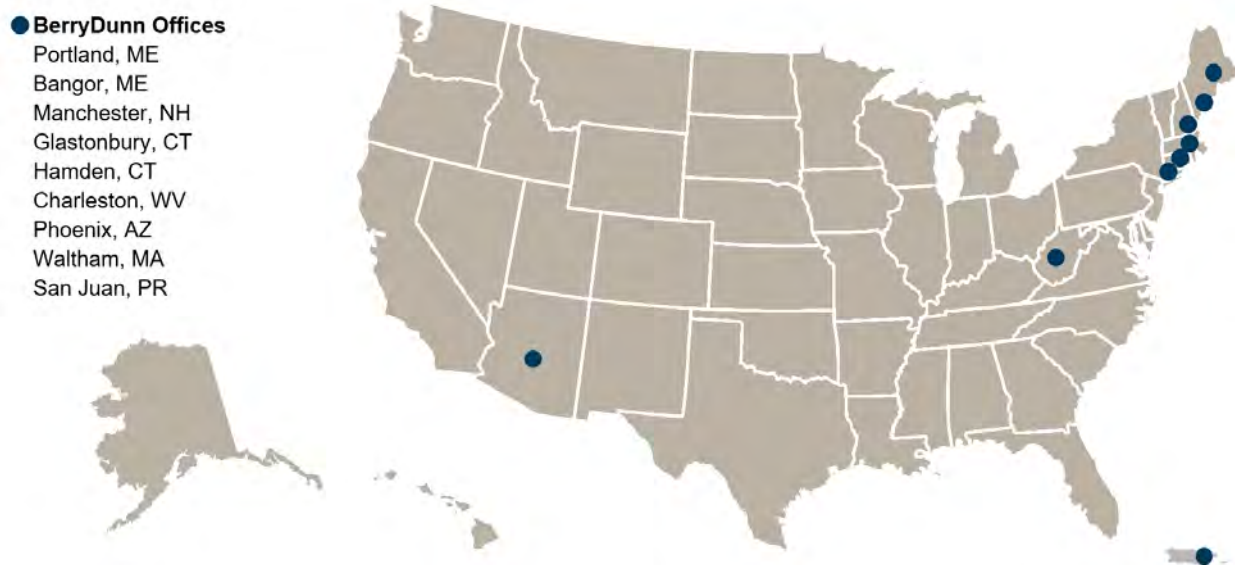 BerryDunn Offices
Portland, ME
Bangor, ME
Manchester, NH
Glastonbury, CT
Hamden, CT
Charleston, WV
Phoenix, AZ
Waltham, MA
San Juan, PR